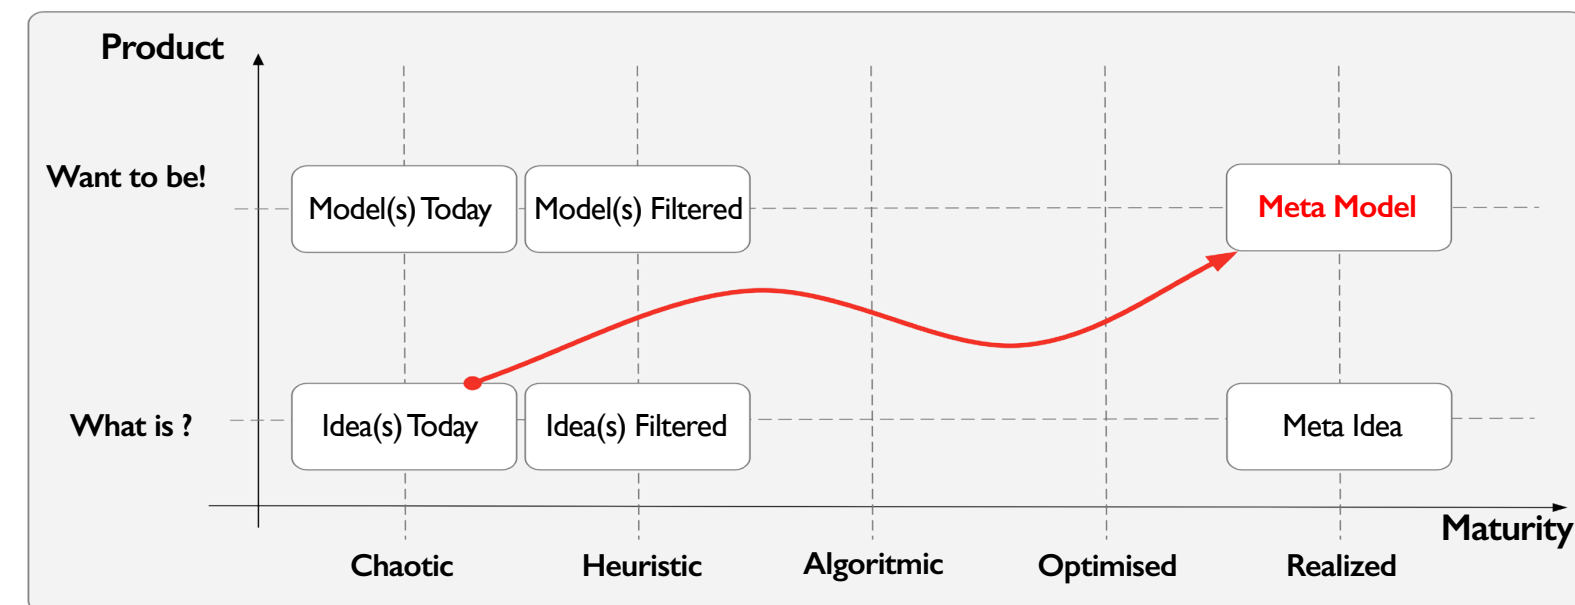 Product
Want to be!
Model(s) Today
Model(s) Filtered
Meta Model
What is ?
Idea(s) Today
Idea(s) Filtered
Meta Idea
Maturity
Chaotic
Heuristic
Algoritmic
Optimised
Realized